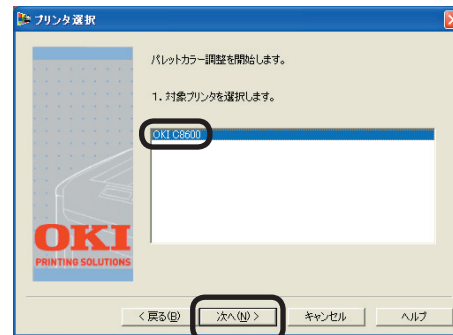 プリンタ選択
パレットカラー調整を開始します。
1. 対象プリンタを選択します。
OKI C8600
OKI
PRINTING SOLUTIONS
< 戻る(B)
次へ(N) >
キャンセル
ヘルプ